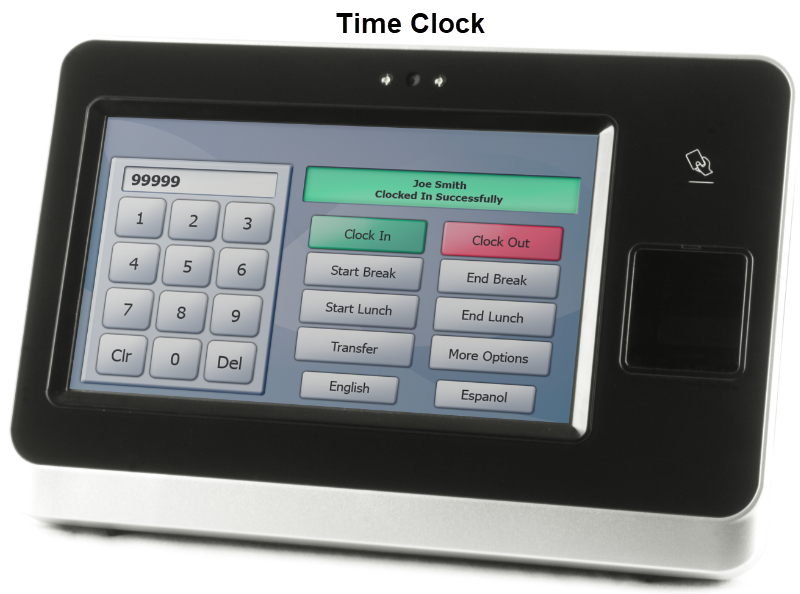 Time Clock
99999
Joe Smith
Clocked In Successfully
1 2 3
4 5 6
7 8 9
Clr 0 Del
Clock In Clock Out
Start Break End Break
Start Lunch End Lunch
Transfer More Options
English Espanol